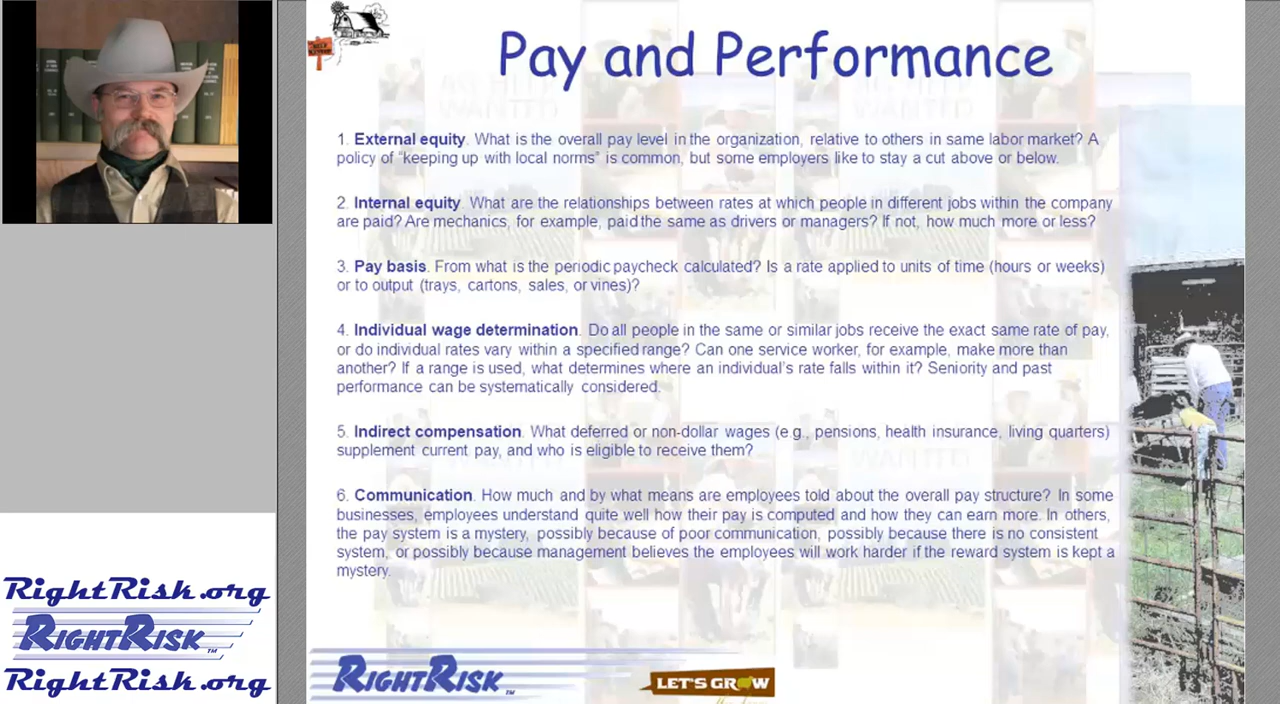 Pay and Performance
1. External equity. What is the overall pay level in the organization, relative to others in same labor market? A
policy of “keeping up with local norms” is common, but some employers like to stay a cut above or below.
2. Internal equity. What are the relationships between rates at which people in different jobs within the company
are paid? Are mechanics, for example, paid the same as drivers or managers? If not, how much more or less?
3. Pay basis. From what is the periodic paycheck calculated? Is a rate applied to units of time (hours or weeks)
or to output (trays, cartons, sales, or vines)?
4. Individual wage determination. Do all people in the same or similar jobs receive the exact same rate of pay,
or do individual rates vary within a specified range? Can one service worker, for example, make more than
another? If a range is used, what determines where an individual’s rate falls within it? Seniority and past
performance can be systematically considered.
5. Indirect compensation. What deferred or non-dollar wages (e.g., pensions, health insurance, living quarters)
supplement current pay, and who is eligible to receive them?
6. Communication. How much and by what means are employees told about the overall pay structure? In some
businesses, employees understand quite well how their pay is computed and how they can earn more. In others,
the pay system is a mystery, possibly because of poor communication, possibly because there is no consistent
system, or possibly because management believes the employees will work harder if the reward system is kept a
mystery.
RightRisk.org
RIGHTRISK™
RightRisk.org
RIGHTRISK™
LET'S GROW